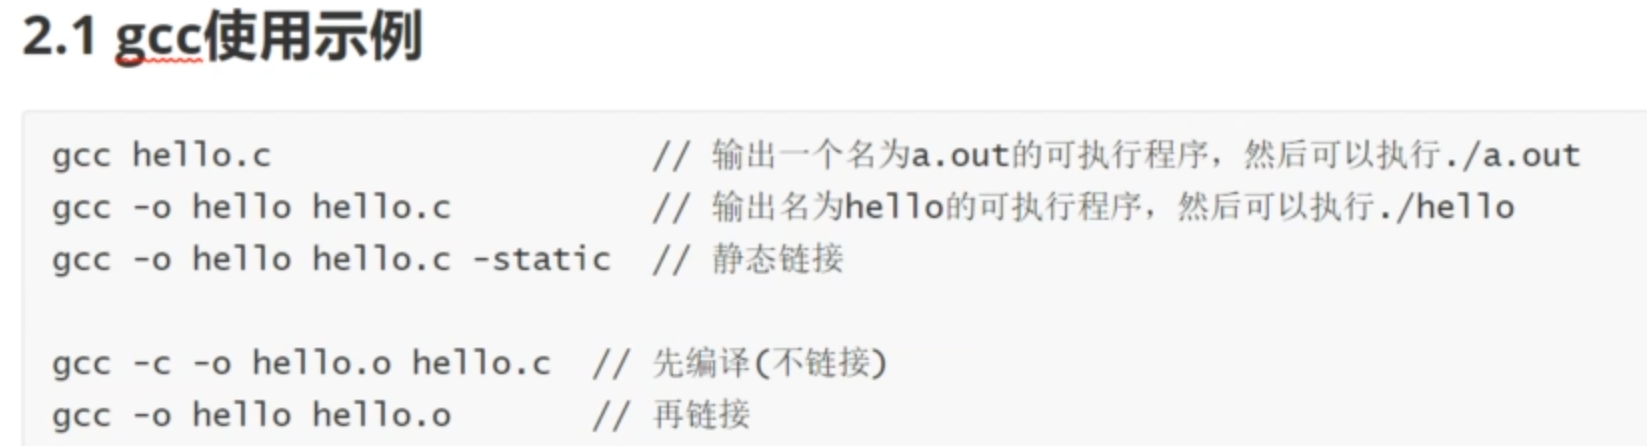 2.1 gcc使用示例
gcc hello.c // 输出一个名为a.out的可执行程序，然后可以执行./a.out
gcc -o hello hello.c // 输出名为hello的可执行程序，然后可以执行./hello
gcc -o hello hello.c -static // 静态链接
gcc -c -o hello.o hello.c // 先编译(不链接)
gcc -o hello hello.o // 再链接